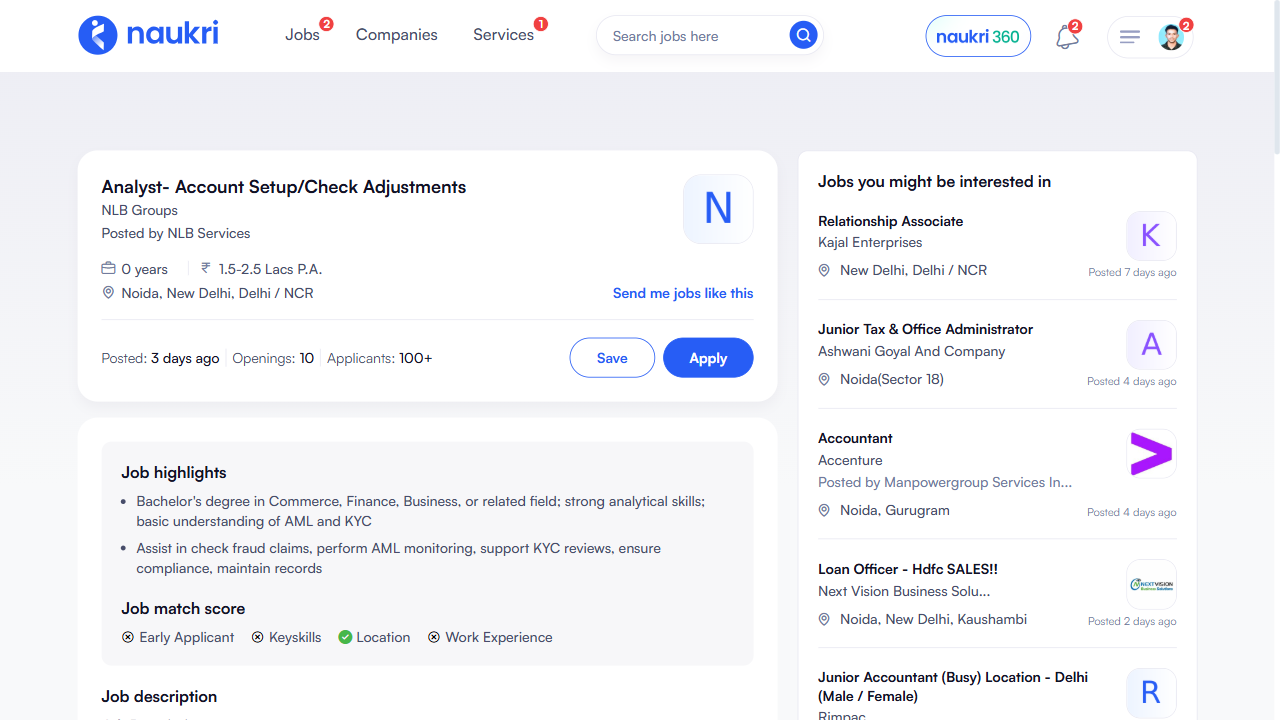 naukri
Jobs 2
Companies
Services 1
Search jobs here
naukri 360
2
2
Analyst- Account Setup/Check Adjustments
NLB Groups
Posted by NLB Services
N
0 years
₹ 1.5-2.5 Lacs P.A.
Noida, New Delhi, Delhi / NCR
Send me jobs like this
Posted: 3 days ago
Openings: 10
Applicants: 100+
Save
Apply
Job highlights
Bachelor's degree in Commerce, Finance, Business, or related field; strong analytical skills;
basic understanding of AML and KYC
Assist in check fraud claims, perform AML monitoring, support KYC reviews, ensure
compliance, maintain records
Job match score
Early Applicant
Keyskills
Location
Work Experience
Job description
Jobs you might be interested in
Relationship Associate
Kajal Enterprises
K
New Delhi, Delhi / NCR
Posted 7 days ago
Junior Tax & Office Administrator
Ashwani Goyal And Company
A
Noida(Sector 18)
Posted 4 days ago
Accountant
Accenture
Posted by Manpowergroup Services In...
Noida, Gurugram
Posted 4 days ago
Loan Officer - Hdfc SALES!!
Next Vision Business Solu...
NEXT VISION
Business Solutions
Noida, New Delhi, Kaushambi
Posted 2 days ago
Junior Accountant (Busy) Location - Delhi
(Male / Female)
R
Rimpac